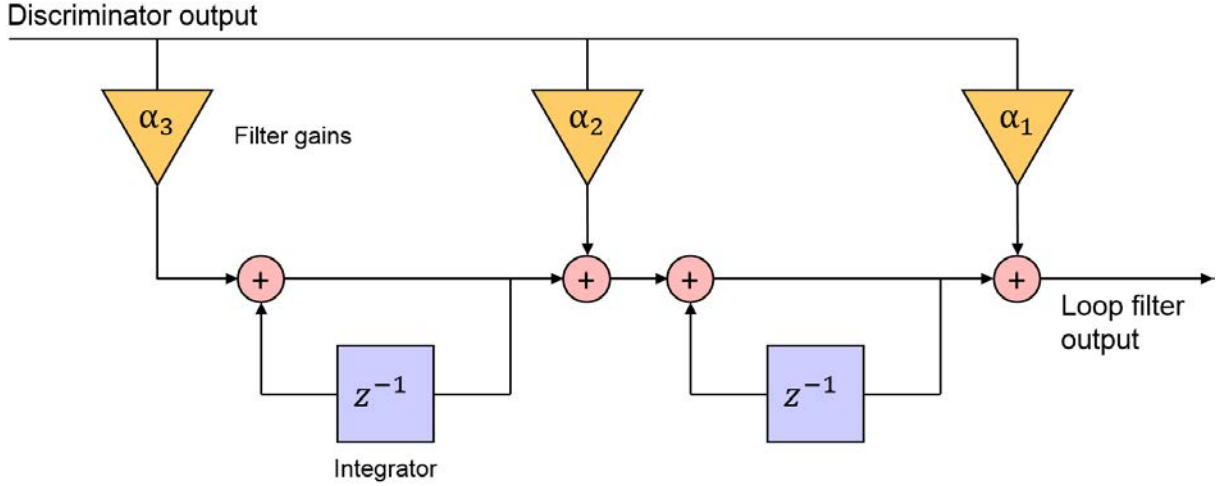 Discriminator output
α₃
Filter gains
α₂
α₁
+
+
+
+
Loop filter
output
z⁻¹
z⁻¹
Integrator